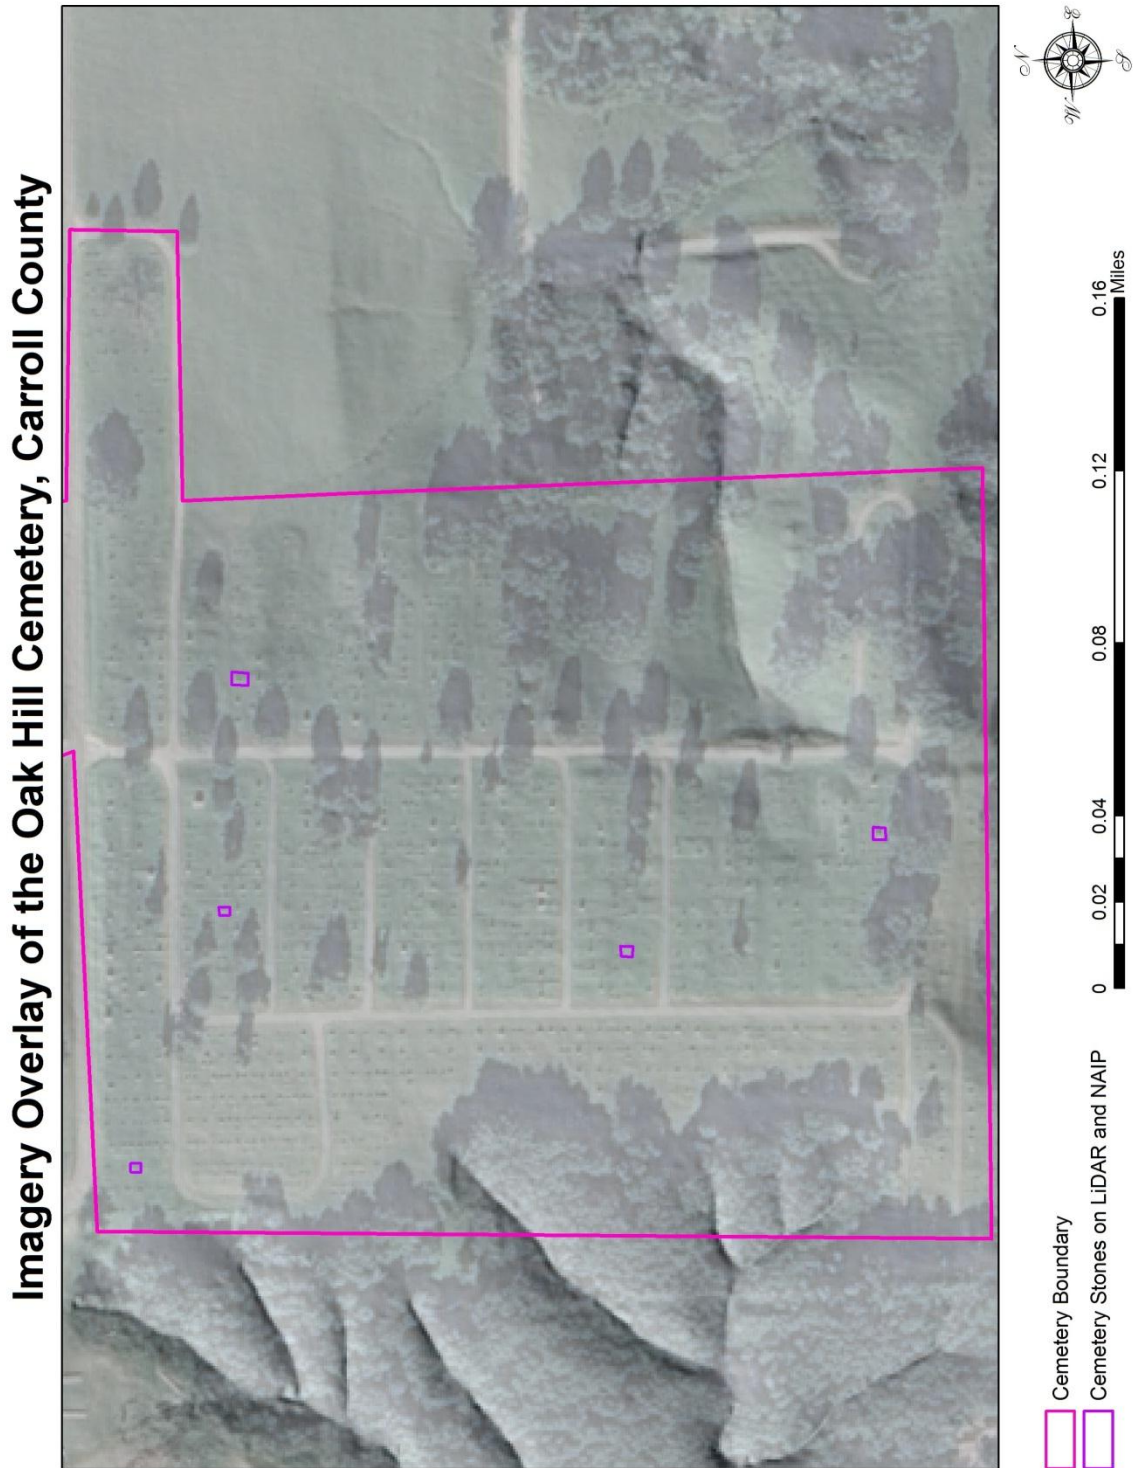 Imagery Overlay of the Oak Hill Cemetery, Carroll County
N
E
S
W
Cemetery Boundary
Cemetery Stones on LiDAR and NAIP
0 0.02 0.04 0.08 0.12 0.16
Miles